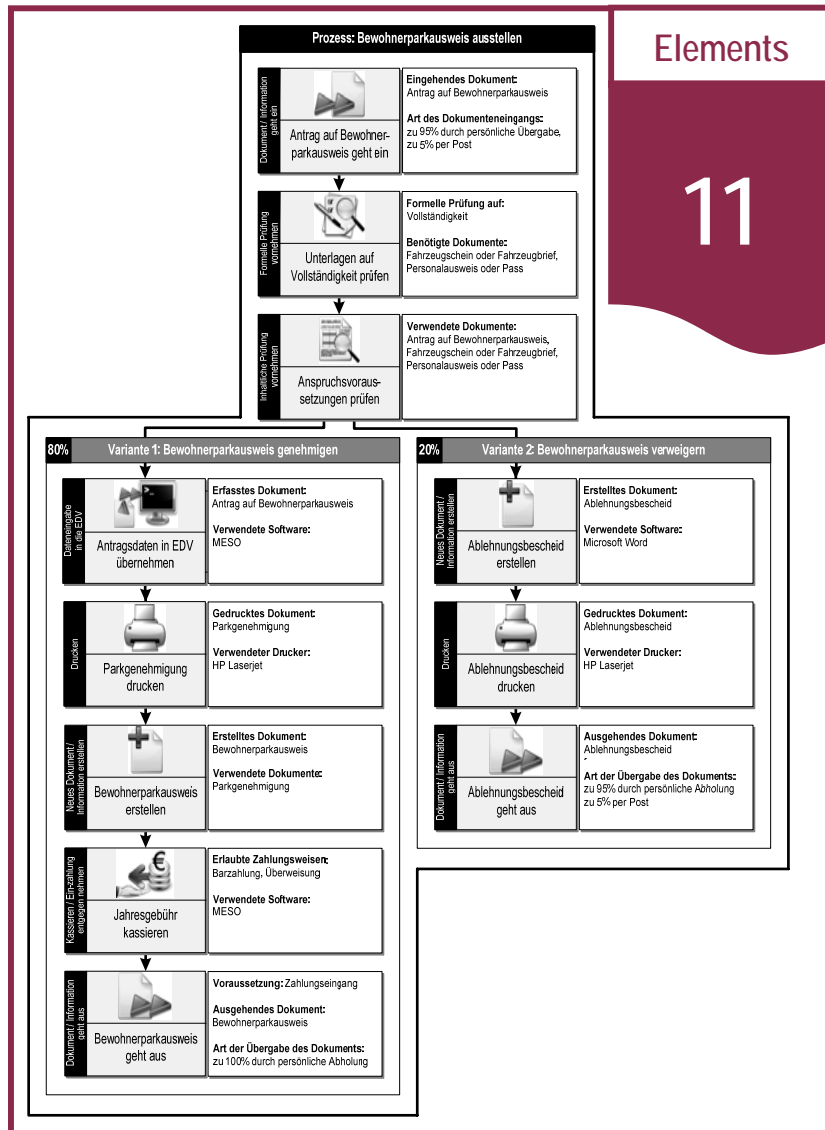 Elements
11
Prozess: Bewohnerparkausweis ausstellen
Dokument / Information
geht ein
Antrag auf Bewohner-
parkausweis geht ein
Eingehendes Dokument:
Antrag auf Bewohnerparkausweis
Art des Dokumenteneingangs:
zu 95% durch persönliche Übergabe,
zu 5% per Post
Formelle Prüfung
vornehmen
Unterlagen auf
Vollständigkeit prüfen
Formelle Prüfung auf:
Vollständigkeit
Benötigte Dokumente:
Fahrzeugschein oder Fahrzeugbrief,
Personalausweis oder Pass
Inhaltliche Prüfung
vornehmen
Anspruchsvoraus-
setzungen prüfen
Verwendete Dokumente:
Antrag auf Bewohnerparkausweis,
Fahrzeugschein oder Fahrzeugbrief,
Personalausweis oder Pass
80%
Variante 1: Bewohnerparkausweis genehmigen
Dateneingabe
in die EDV
Antragsdaten in EDV
übernehmen
Erfasstes Dokument:
Antrag auf Bewohnerparkausweis
Verwendete Software:
MESO
Drucken
Parkgenehmigung
drucken
Gedrucktes Dokument:
Parkgenehmigung
Verwendeter Drucker:
HP Laserjet
Neues Dokument /
Information erstellen
Bewohnerparkausweis
erstellen
Erstelltes Dokument:
Bewohnerparkausweis
Verwendete Dokumente:
Parkgenehmigung
Kassieren / Ein-zahlung
entgegen nehmen
€
Jahresgebühr
kassieren
Erlaubte Zahlungsweisen:
Barzahlung, Überweisung
Verwendete Software:
MESO
Dokument / Information
geht aus
Bewohnerparkausweis
geht aus
Voraussetzung: Zahlungseingang
Ausgehendes Dokument:
Bewohnerparkausweis
Art der Übergabe des Dokuments:
zu 100% durch persönliche Abholung
20%
Variante 2: Bewohnerparkausweis verweigern
Neues Dokument /
Information erstellen
Ablehnungsbescheid
erstellen
Erstelltes Dokument:
Ablehnungsbescheid
Verwendete Software:
Microsoft Word
Drucken
Ablehnungsbescheid
drucken
Gedrucktes Dokument:
Ablehnungsbescheid
Verwendeter Drucker:
HP Laserjet
Dokument / Information
geht aus
Ablehnungsbescheid
geht aus
Ausgehendes Dokument:
Ablehnungsbescheid
Art der Übergabe des Dokuments:
zu 95% durch persönliche Abholung
zu 5% per Post